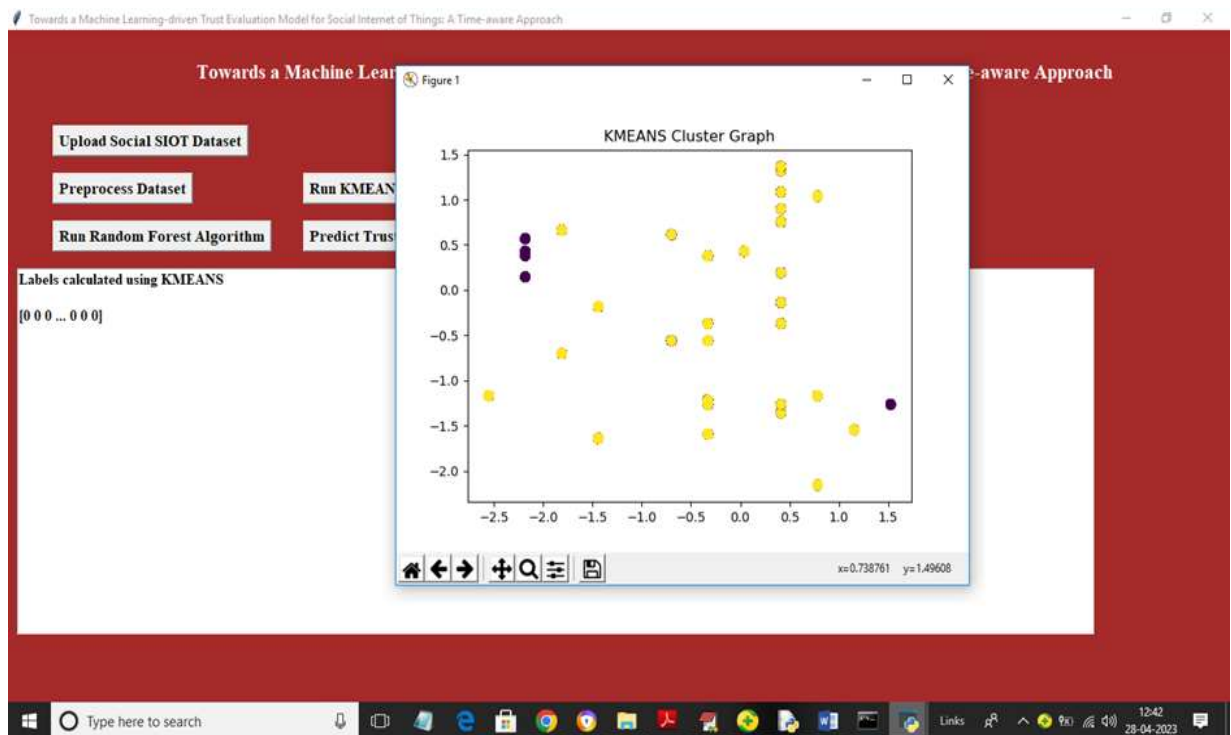 Towards a Machine Learning-driven Trust Evaluation Model for Social Internet of Things: A Time-aware Approach
Towards a Machine Lear
e-aware Approach
Figure 1
Upload Social SIOT Dataset
Preprocess Dataset
Run KMEAN
Run Random Forest Algorithm
Predict Trus
Labels calculated using KMEANS
[0 0 0 ... 0 0 0]
KMEANS Cluster Graph
1.5
1.0
0.5
0.0
−0.5
−1.0
−1.5
−2.0
−2.5 −2.0 −1.5 −1.0 −0.5 0.0 0.5 1.0 1.5
x=0.738761 y=1.49608
Type here to search
Links
12:42
28-04-2023